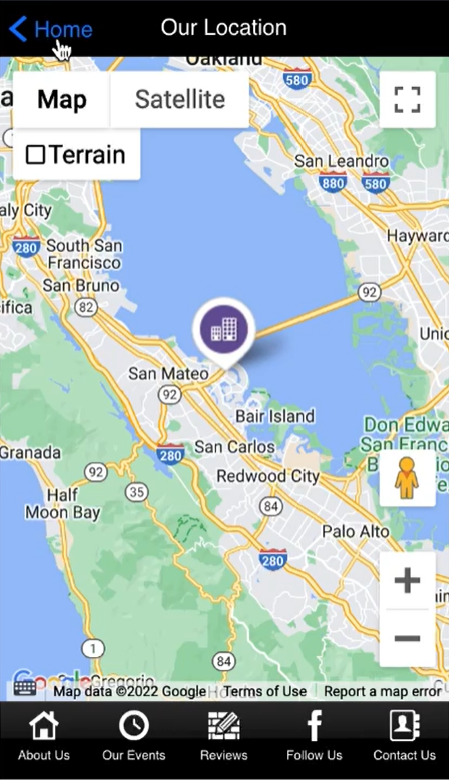 Home
Our Location
Oakland
580
Map
Satellite
Terrain
San Leandro
880
580
aly City
280
South San
Francisco
Hayward
San Bruno
92
ifica
82
Unio
San Mateo
92
Bair Island
Don Edwa
San Franc
Granada
280
San Carlos
92
Redwood City
35
Half
Moon Bay
84
Palo Alto
280
1
84
Google
Gregorio
Map data ©2022 Google
Terms of Use
Report a map error
About Us
Our Events
Reviews
Follow Us
Contact Us